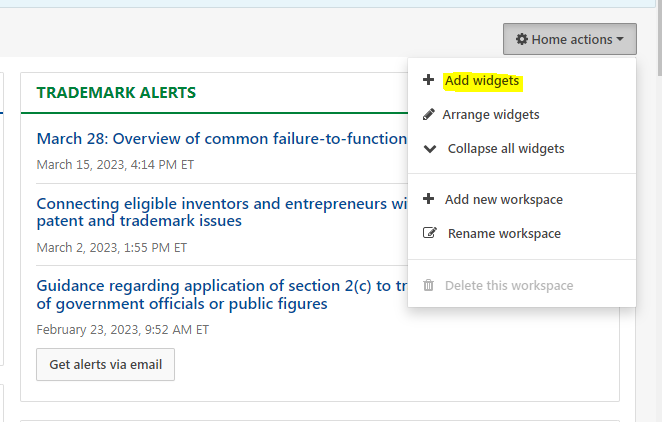 Home actions
TRADEMARK ALERTS
March 28: Overview of common failure-to-function
March 15, 2023, 4:14 PM ET
Connecting eligible inventors and entrepreneurs
patent and trademark issues
March 2, 2023, 1:55 PM ET
Guidance regarding application of section 2(c) to
of government officials or public figures
February 23, 2023, 9:52 AM ET
Get alerts via email
Add widgets
Arrange widgets
Collapse all widgets
Add new workspace
Rename workspace
Delete this workspace